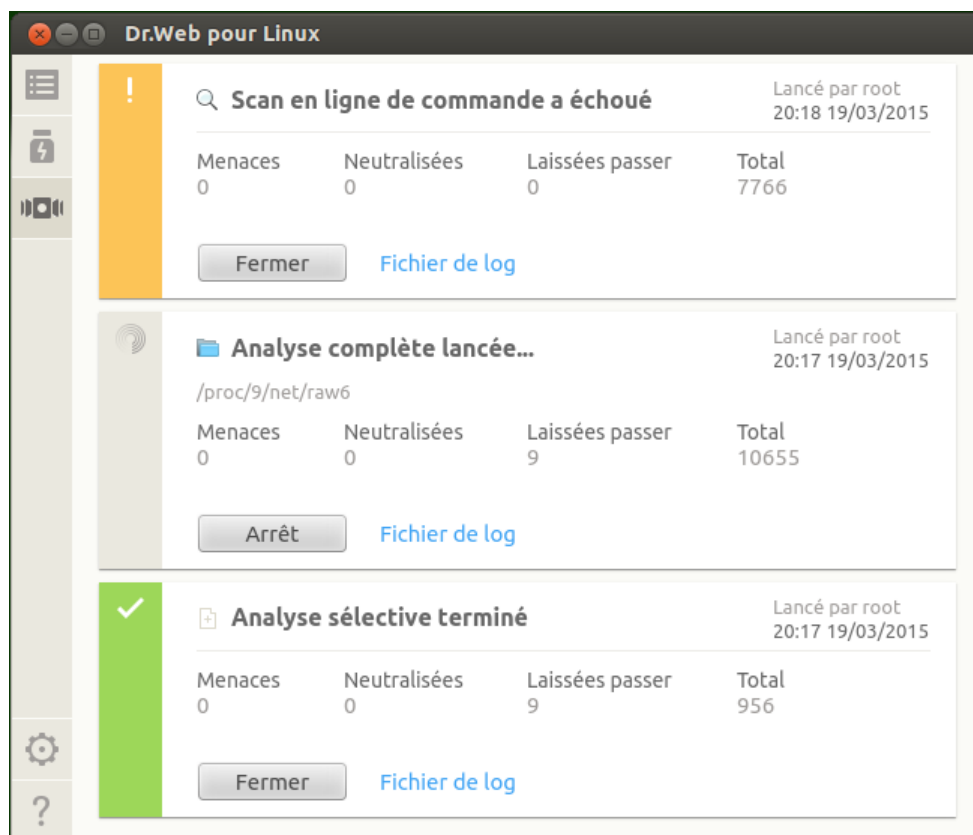 Dr.Web pour Linux
Scan en ligne de commande a échoué
Lancé par root
20:18 19/03/2015
Menaces Neutralisées Laissées passer Total
0 0 0 7766
Fermer Fichier de log
Analyse complète lancée...
Lancé par root
20:17 19/03/2015
/proc/9/net/raw6
Menaces Neutralisées Laissées passer Total
0 0 9 10655
Arrêt Fichier de log
Analyse sélective terminé
Lancé par root
20:17 19/03/2015
Menaces Neutralisées Laissées passer Total
0 0 9 956
Fermer Fichier de log